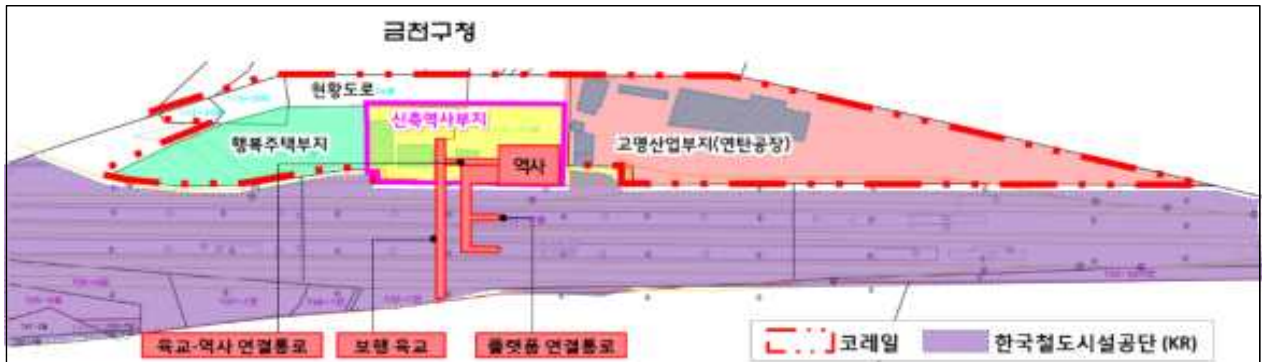 금천구청
현황도로
신축역사부지
행복주택부지
고명산업부지(연탄공장)
역사
육교-역사 연결통로
보행 육교
플랫폼 연결통로
코레일
한국철도시설공단 (KR)